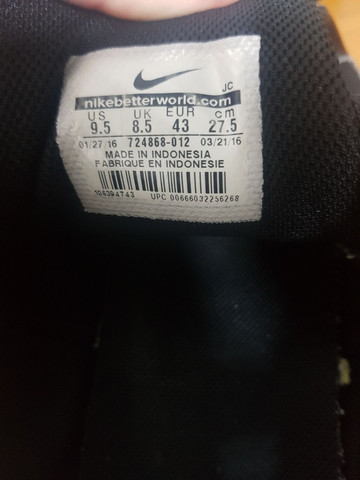 JC
nikebetterworld.com
US UK EUR cm
9.5 8.5 43 27.5
01/27/16 724868-012 03/21/16
MADE IN INDONESIA
FABRIQUE EN INDONESIE
106394743 UPC 00666032256268